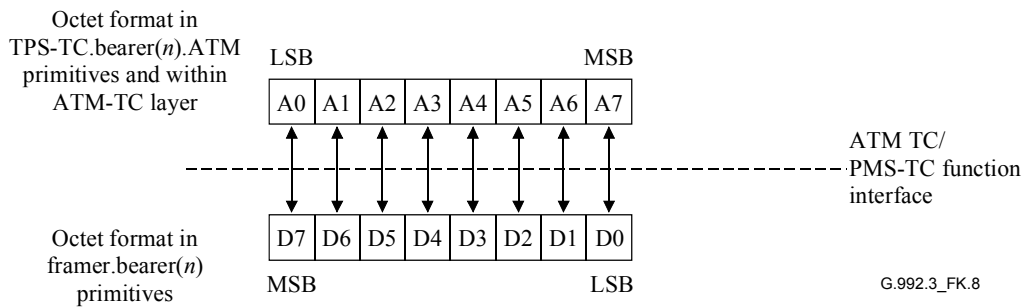 Octet format in
TPS-TC.bearer(n).ATM
primitives and within
ATM-TC layer
LSB MSB
A0 A1 A2 A3 A4 A5 A6 A7
ATM TC/
PMS-TC function
interface
D7 D6 D5 D4 D3 D2 D1 D0
MSB LSB
Octet format in
framer.bearer(n)
primitives
G.992.3_FK.8